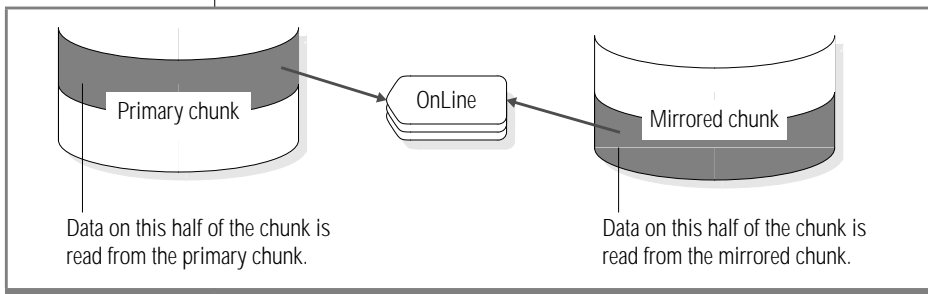 Primary chunk
OnLine
Mirrored chunk
Data on this half of the chunk is
read from the primary chunk.
Data on this half of the chunk is
read from the mirrored chunk.